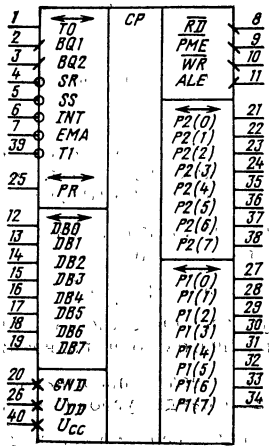 1 T0 CP R̅D̅ 8
2 BQ1 PME 9
3 BQ2 W̅R̅ 10
4 SR ALE 11
5 SS
6 INT P2(0) 21
7 EMA P2(1) 22
39 T1 P2(2) 23
P2(3) 24
25 PR P2(4) 35
P2(5) 36
P2(6) 37
P2(7) 38
12 DB0
13 DB1
14 DB2 P1(0) 27
15 DB3 P1(1) 28
16 DB4 P1(2) 29
17 DB5 P1(3) 30
18 DB6 P1(4) 31
19 DB7 P1(5) 32
20 GND P1(6) 33
26 UDD P1(7) 34
40 UCC